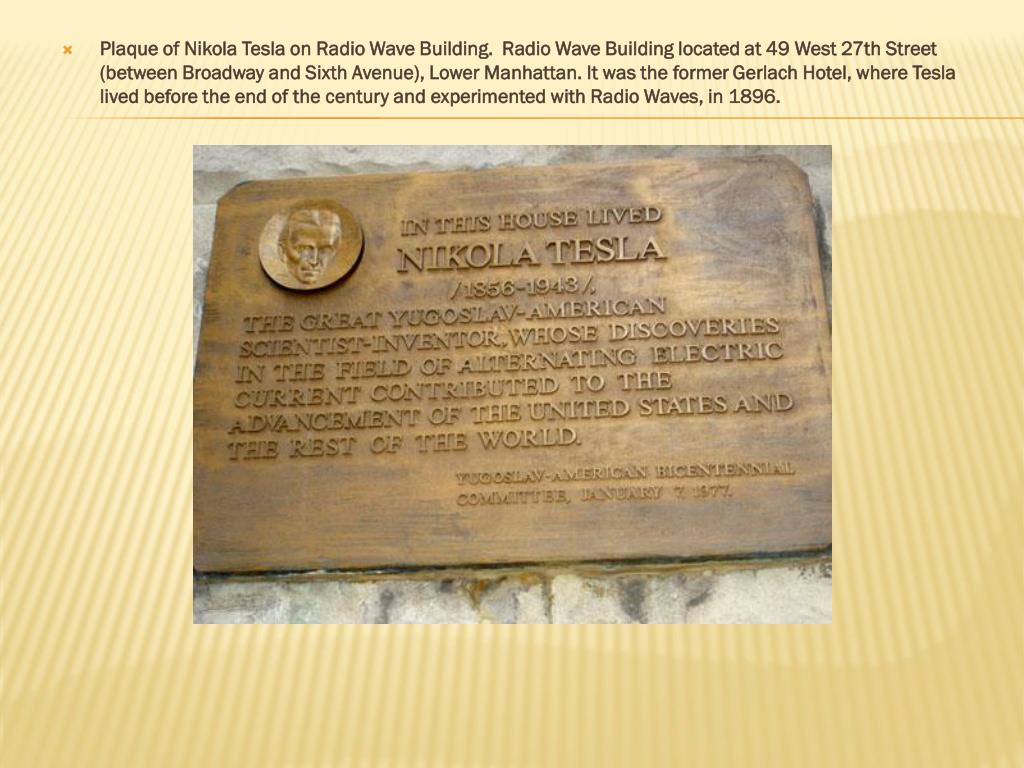 Plaque of Nikola Tesla on Radio Wave Building.  Radio Wave Building located at 49 West 27th Street
(between Broadway and Sixth Avenue), Lower Manhattan. It was the former Gerlach Hotel, where Tesla
lived before the end of the century and experimented with Radio Waves, in 1896.
IN THIS HOUSE LIVED
NIKOLA TESLA
/1856-1943/.
THE GREAT YUGOSLAV-AMERICAN
SCIENTIST-INVENTOR, WHOSE DISCOVERIES
IN THE FIELD OF ALTERNATING ELECTRIC
CURRENT CONTRIBUTED TO THE
ADVANCEMENT OF THE UNITED STATES AND
THE REST OF THE WORLD.
YUGOSLAV-AMERICAN BICENTENNIAL
COMMITTEE, JANUARY 7, 1977.